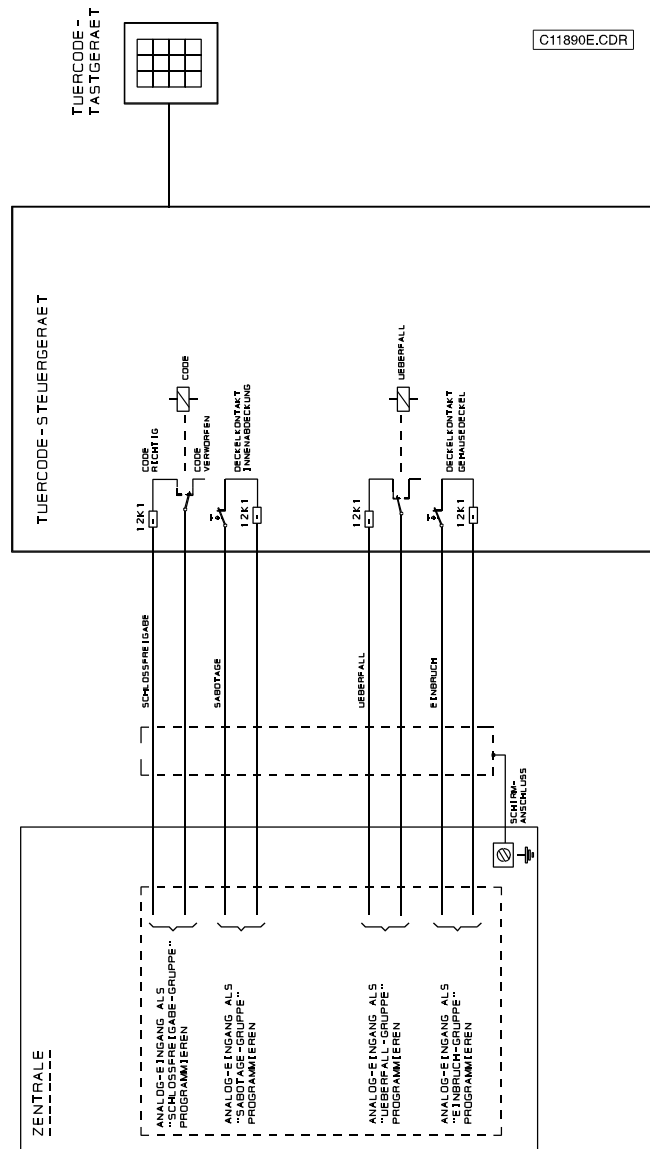 C11890E.CDR
TUERCODE-
TASTGERAET
TUERCODE-STEUERGERAET
12K1
CODE
RICHTIG
CODE
CODE
VERWORFEN
12K1
DECKELKONTAKT
INNENABDECKUNG
12K1
UEBERFALL
12K1
DECKELKONTAKT
GEHAUSEDECKEL
SCHLOSSFREIGABE
SABOTAGE
UEBERFALL
EINBRUCH
SCHIRM-
ANSCHLUSS
ZENTRALE
ANALOG-EINGANG ALS
"SCHLOSSFREIGABE-GRUPPE"
PROGRAMMIEREN
ANALOG-EINGANG ALS
"SABOTAGE-GRUPPE"
PROGRAMMIEREN
ANALOG-EINGANG ALS
"UEBERFALL-GRUPPE"
PROGRAMMIEREN
ANALOG-EINGANG ALS
"EINBRUCH-GRUPPE"
PROGRAMMIEREN